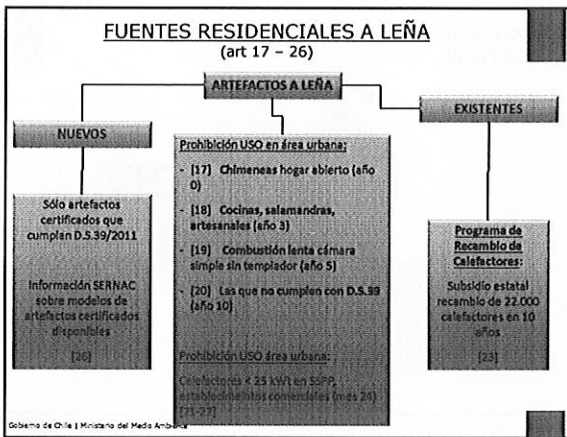 FUENTES RESIDENCIALES A LEÑA
(art 17 – 26)
ARTEFACTOS A LEÑA
NUEVOS
EXISTENTES
Sólo artefactos
certificados que
cumplan D.S.39/2011
Información SERNAC
sobre modelos de
artefactos certificados
disponibles
[26]
Prohibición USO en área urbana:
- [17] Chimeneas hogar abierto (año
0)
- [18] Cocinas, salamandras,
artesanales (año 3)
- [19] Combustión lenta cámara
simple sin templador (año 5)
- [20] Las que no cumplen con D.S.39
(año 10)
Prohibición USO área urbana:
Calefactores < 25 kWt en SSPP,
establecimientos comerciales (mes 24)
[21-22]
Programa de
Recambio de
Calefactores:
Subsidio estatal
recambio de 22.000
calefactores en 10
años
[23]
Gobierno de Chile | Ministerio del Medio Ambiente